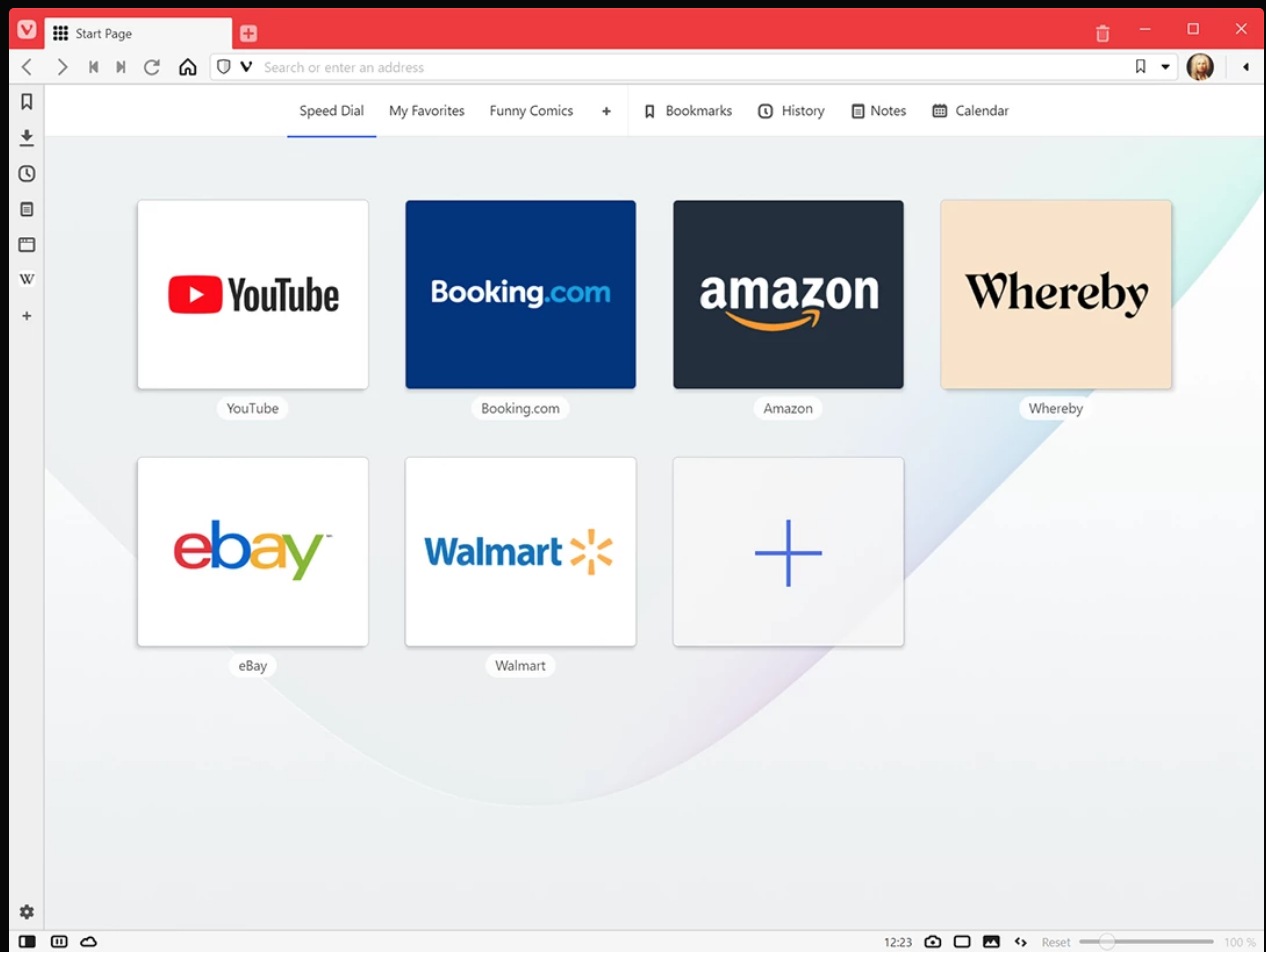 Start Page
Search or enter an address
Speed Dial My Favorites Funny Comics + Bookmarks History Notes Calendar
W
YouTube Booking.com amazon Whereby
YouTube Booking.com Amazon Whereby
ebay™ Walmart
eBay Walmart
12:23 Reset 100 %